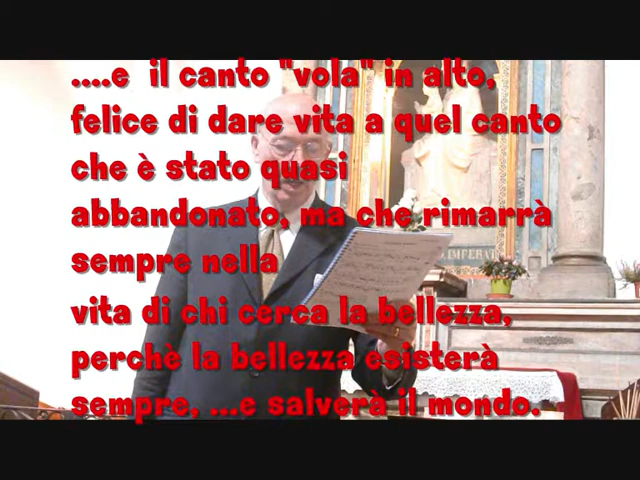 ....e il canto "vola" in alto,
felice di dare vita a quel canto
che è stato quasi
abbandonato, ma che rimarrà
sempre nella
vita di chi cerca la bellezza,
perchè la bellezza esisterà
sempre, ...e salverà il mondo.
IMPERAT